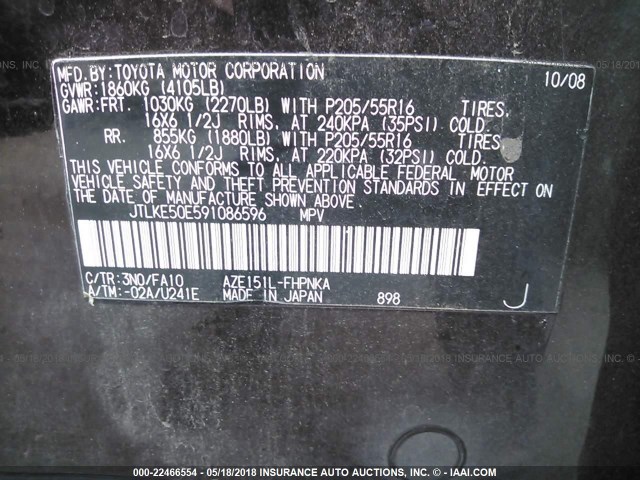 MFD.BY:TOYOTA MOTOR CORPORATION 10/08
GVWR:1860KG (4105LB)
GAWR:FRT. 1030KG (2270LB) WITH P205/55R16 TIRES,
16X6 1/2J RIMS, AT 240KPA (35PSI) COLD.
RR. 855KG (1880LB) WITH P205/55R16 TIRES,
16X6 1/2J RIMS, AT 220KPA (32PSI) COLD.
THIS VEHICLE CONFORMS TO ALL APPLICABLE FEDERAL MOTOR
VEHICLE SAFETY AND THEFT PREVENTION STANDARDS IN EFFECT ON
THE DATE OF MANUFACTURE SHOWN ABOVE.
JTLKE50E591086596 MPV
C/TR:3N0/FA10 AZE151L-FHPNKA
A/TM:-02A/U241E MADE IN JAPAN 898 J
000-22466554 - 05/18/2018 - INSURANCE AUTO AUCTIONS, INC. - IAAI.COM